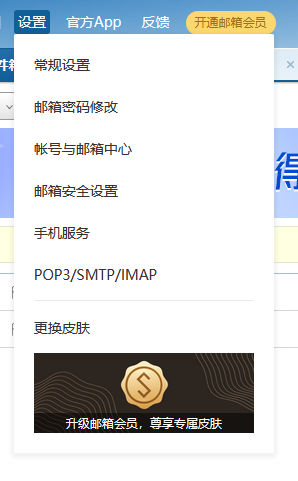 设置 官方App 反馈 开通邮箱会员
常规设置
邮箱密码修改
帐号与邮箱中心
邮箱安全设置
手机服务
POP3/SMTP/IMAP
更换皮肤
升级邮箱会员，尊享专属皮肤
得